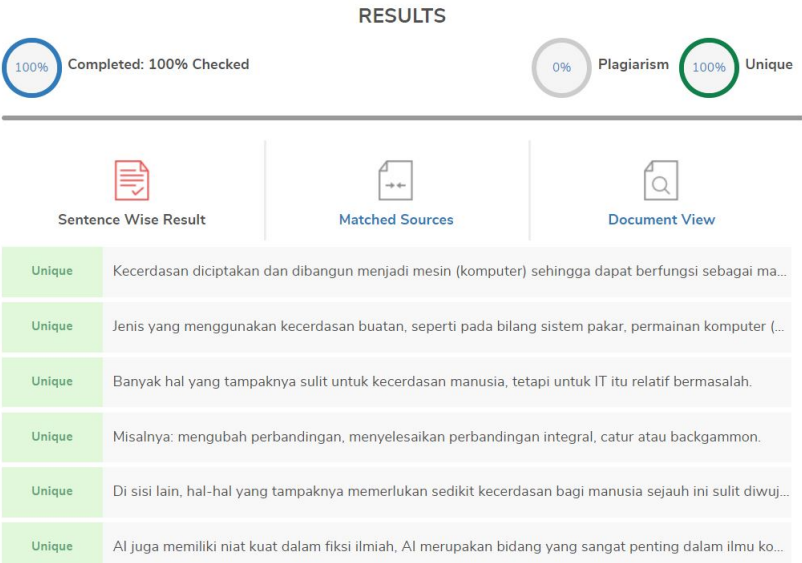 RESULTS
100% Completed: 100% Checked 0% Plagiarism 100% Unique
Sentence Wise Result Matched Sources Document View
Unique Kecerdasan diciptakan dan dibangun menjadi mesin (komputer) sehingga dapat berfungsi sebagai ma...
Unique Jenis yang menggunakan kecerdasan buatan, seperti pada bilang sistem pakar, permainan komputer (...
Unique Banyak hal yang tampaknya sulit untuk kecerdasan manusia, tetapi untuk IT itu relatif bermasalah.
Unique Misalnya: mengubah perbandingan, menyelesaikan perbandingan integral, catur atau backgammon.
Unique Di sisi lain, hal-hal yang tampaknya memerlukan sedikit kecerdasan bagi manusia sejauh ini sulit diwuj...
Unique AI juga memiliki niat kuat dalam fiksi ilmiah, AI merupakan bidang yang sangat penting dalam ilmu ko...